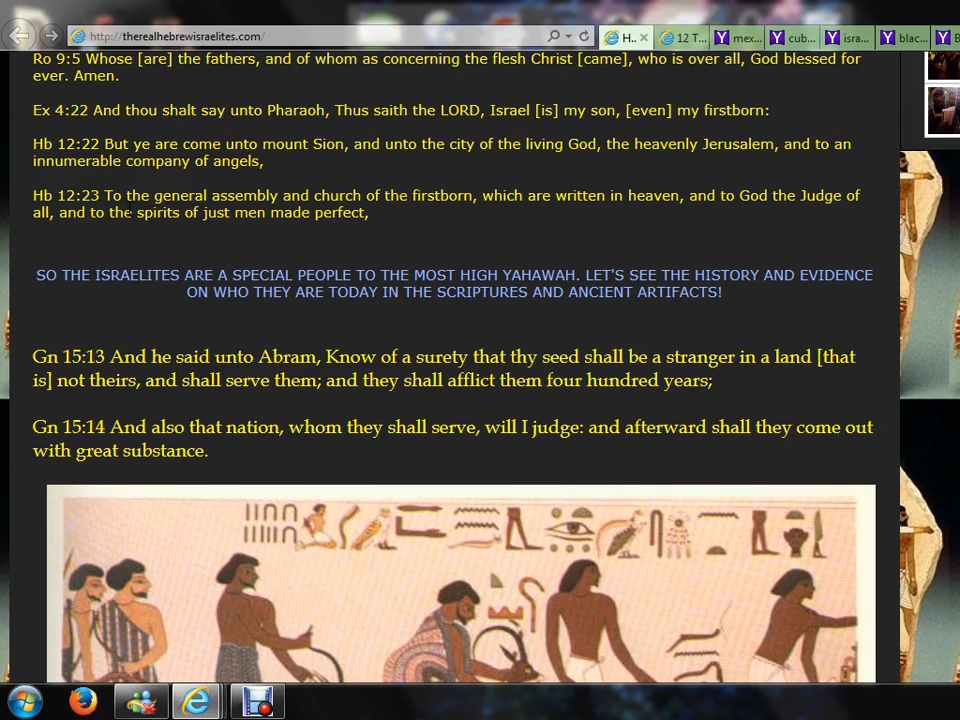 http://therealhebrewisraelites.com/
H..
12 T...
mex...
cub...
isra...
blac...
B
Ro 9:5 Whose [are] the fathers, and of whom as concerning the flesh Christ [came], who is over all, God blessed for
ever. Amen.
Ex 4:22 And thou shalt say unto Pharaoh, Thus saith the LORD, Israel [is] my son, [even] my firstborn:
Hb 12:22 But ye are come unto mount Sion, and unto the city of the living God, the heavenly Jerusalem, and to an
innumerable company of angels,
Hb 12:23 To the general assembly and church of the firstborn, which are written in heaven, and to God the Judge of
all, and to the spirits of just men made perfect,
SO THE ISRAELITES ARE A SPECIAL PEOPLE TO THE MOST HIGH YAHAWAH. LET'S SEE THE HISTORY AND EVIDENCE
ON WHO THEY ARE TODAY IN THE SCRIPTURES AND ANCIENT ARTIFACTS!
Gn 15:13 And he said unto Abram, Know of a surety that thy seed shall be a stranger in a land [that
is] not theirs, and shall serve them; and they shall afflict them four hundred years;
Gn 15:14 And also that nation, whom they shall serve, will I judge: and afterward shall they come out
with great substance.